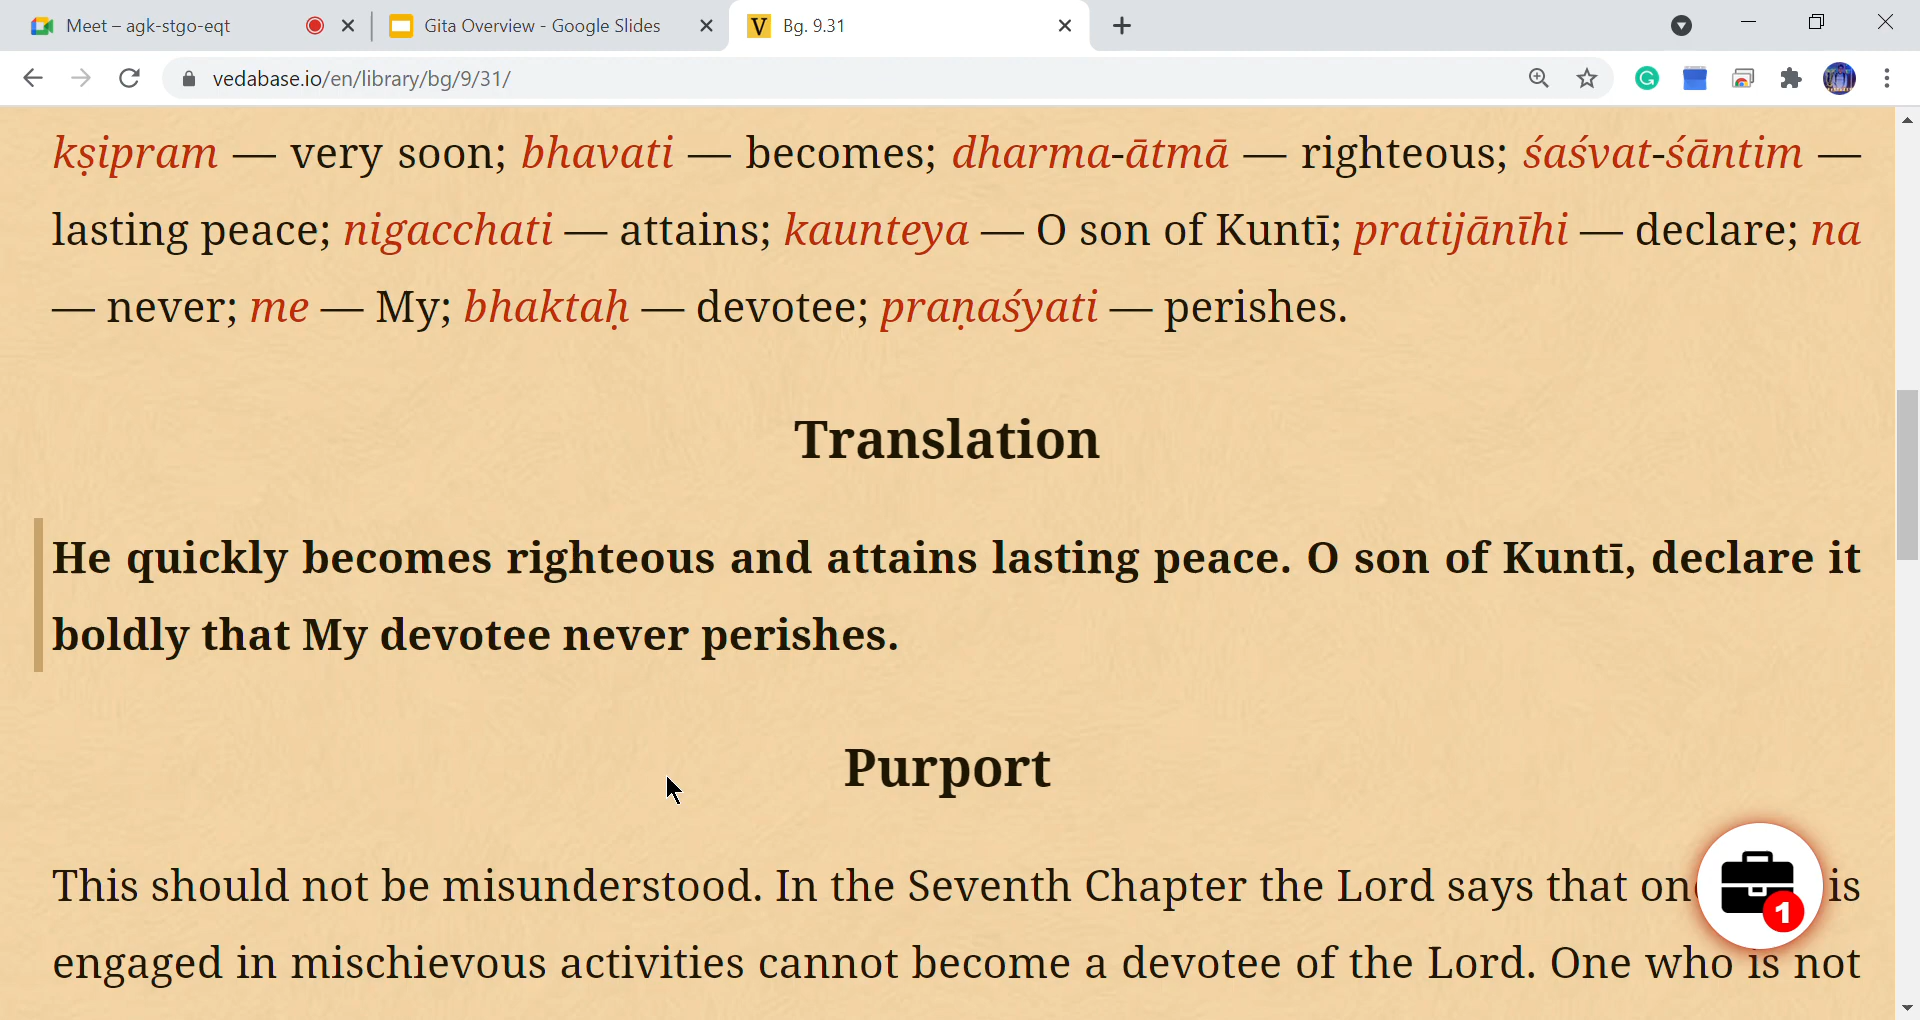 Meet – agk-stgo-eqt
Gita Overview - Google Slides
V Bg. 9.31
vedabase.io/en/library/bg/9/31/
kṣipram — very soon; bhavati — becomes; dharma-ātmā — righteous; śaśvat-śāntim —
lasting peace; nigacchati — attains; kaunteya — O son of Kuntī; pratijānīhi — declare; na
— never; me — My; bhaktaḥ — devotee; praṇaśyati — perishes.
Translation
He quickly becomes righteous and attains lasting peace. O son of Kuntī, declare it
boldly that My devotee never perishes.
Purport
This should not be misunderstood. In the Seventh Chapter the Lord says that is
1
engaged in mischievous activities cannot become a devotee of the Lord. One who is not